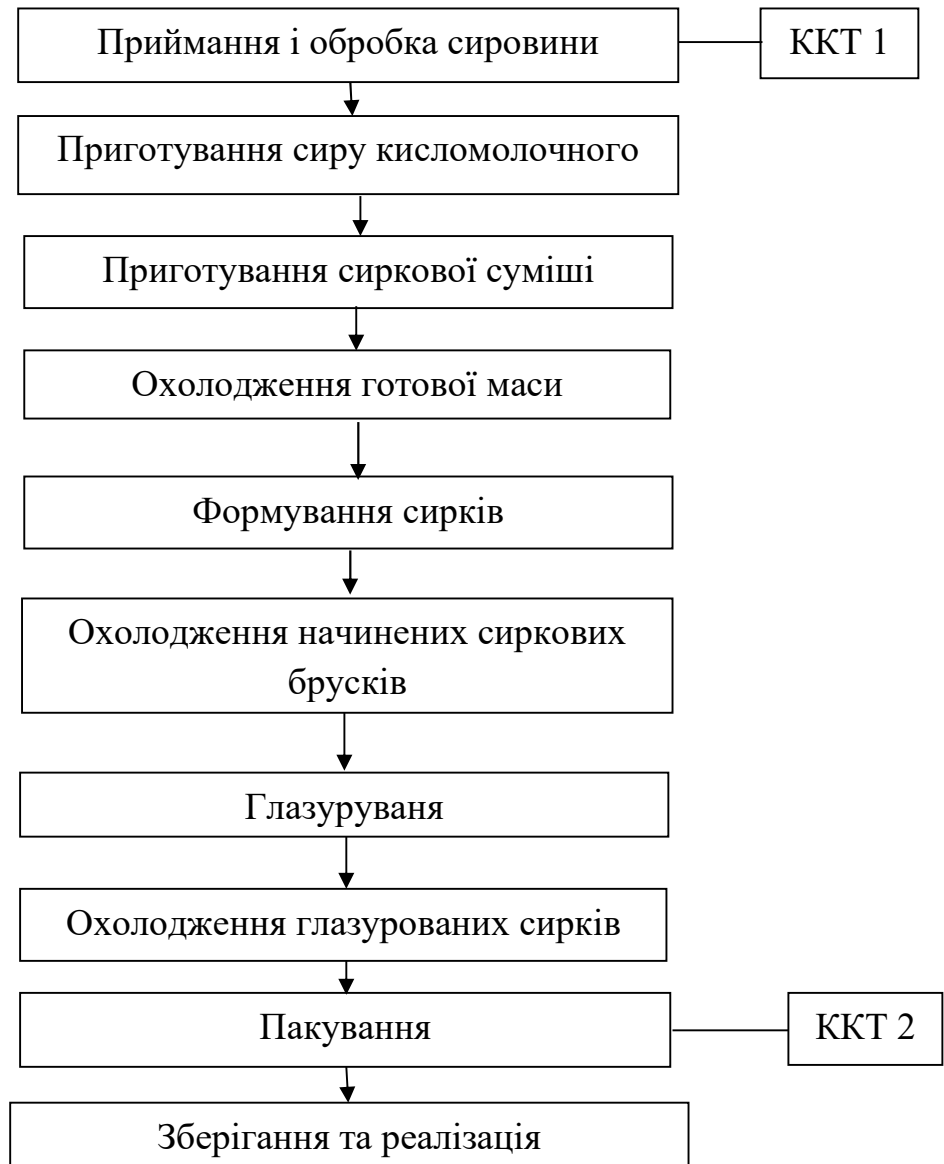 Приймання і обробка сировини
ККТ 1
Приготування сиру кисломолочного
Приготування сиркової суміші
Охолодження готової маси
Формування сирків
Охолодження начинених сиркових
брусків
Глазуруваня
Охолодження глазурованих сирків
Пакування
ККТ 2
Зберігання та реалізація